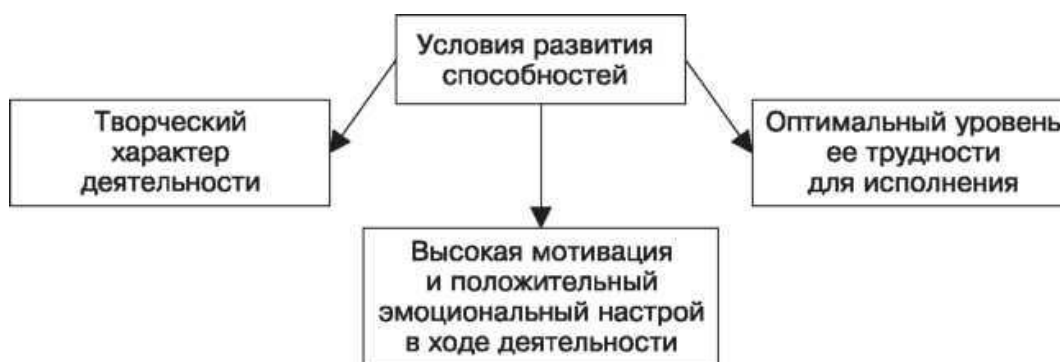 Условия развития
способностей
Творческий
характер
деятельности
Оптимальный уровень
ее трудности
для исполнения
Высокая мотивация
и положительный
эмоциональный настрой
в ходе деятельности